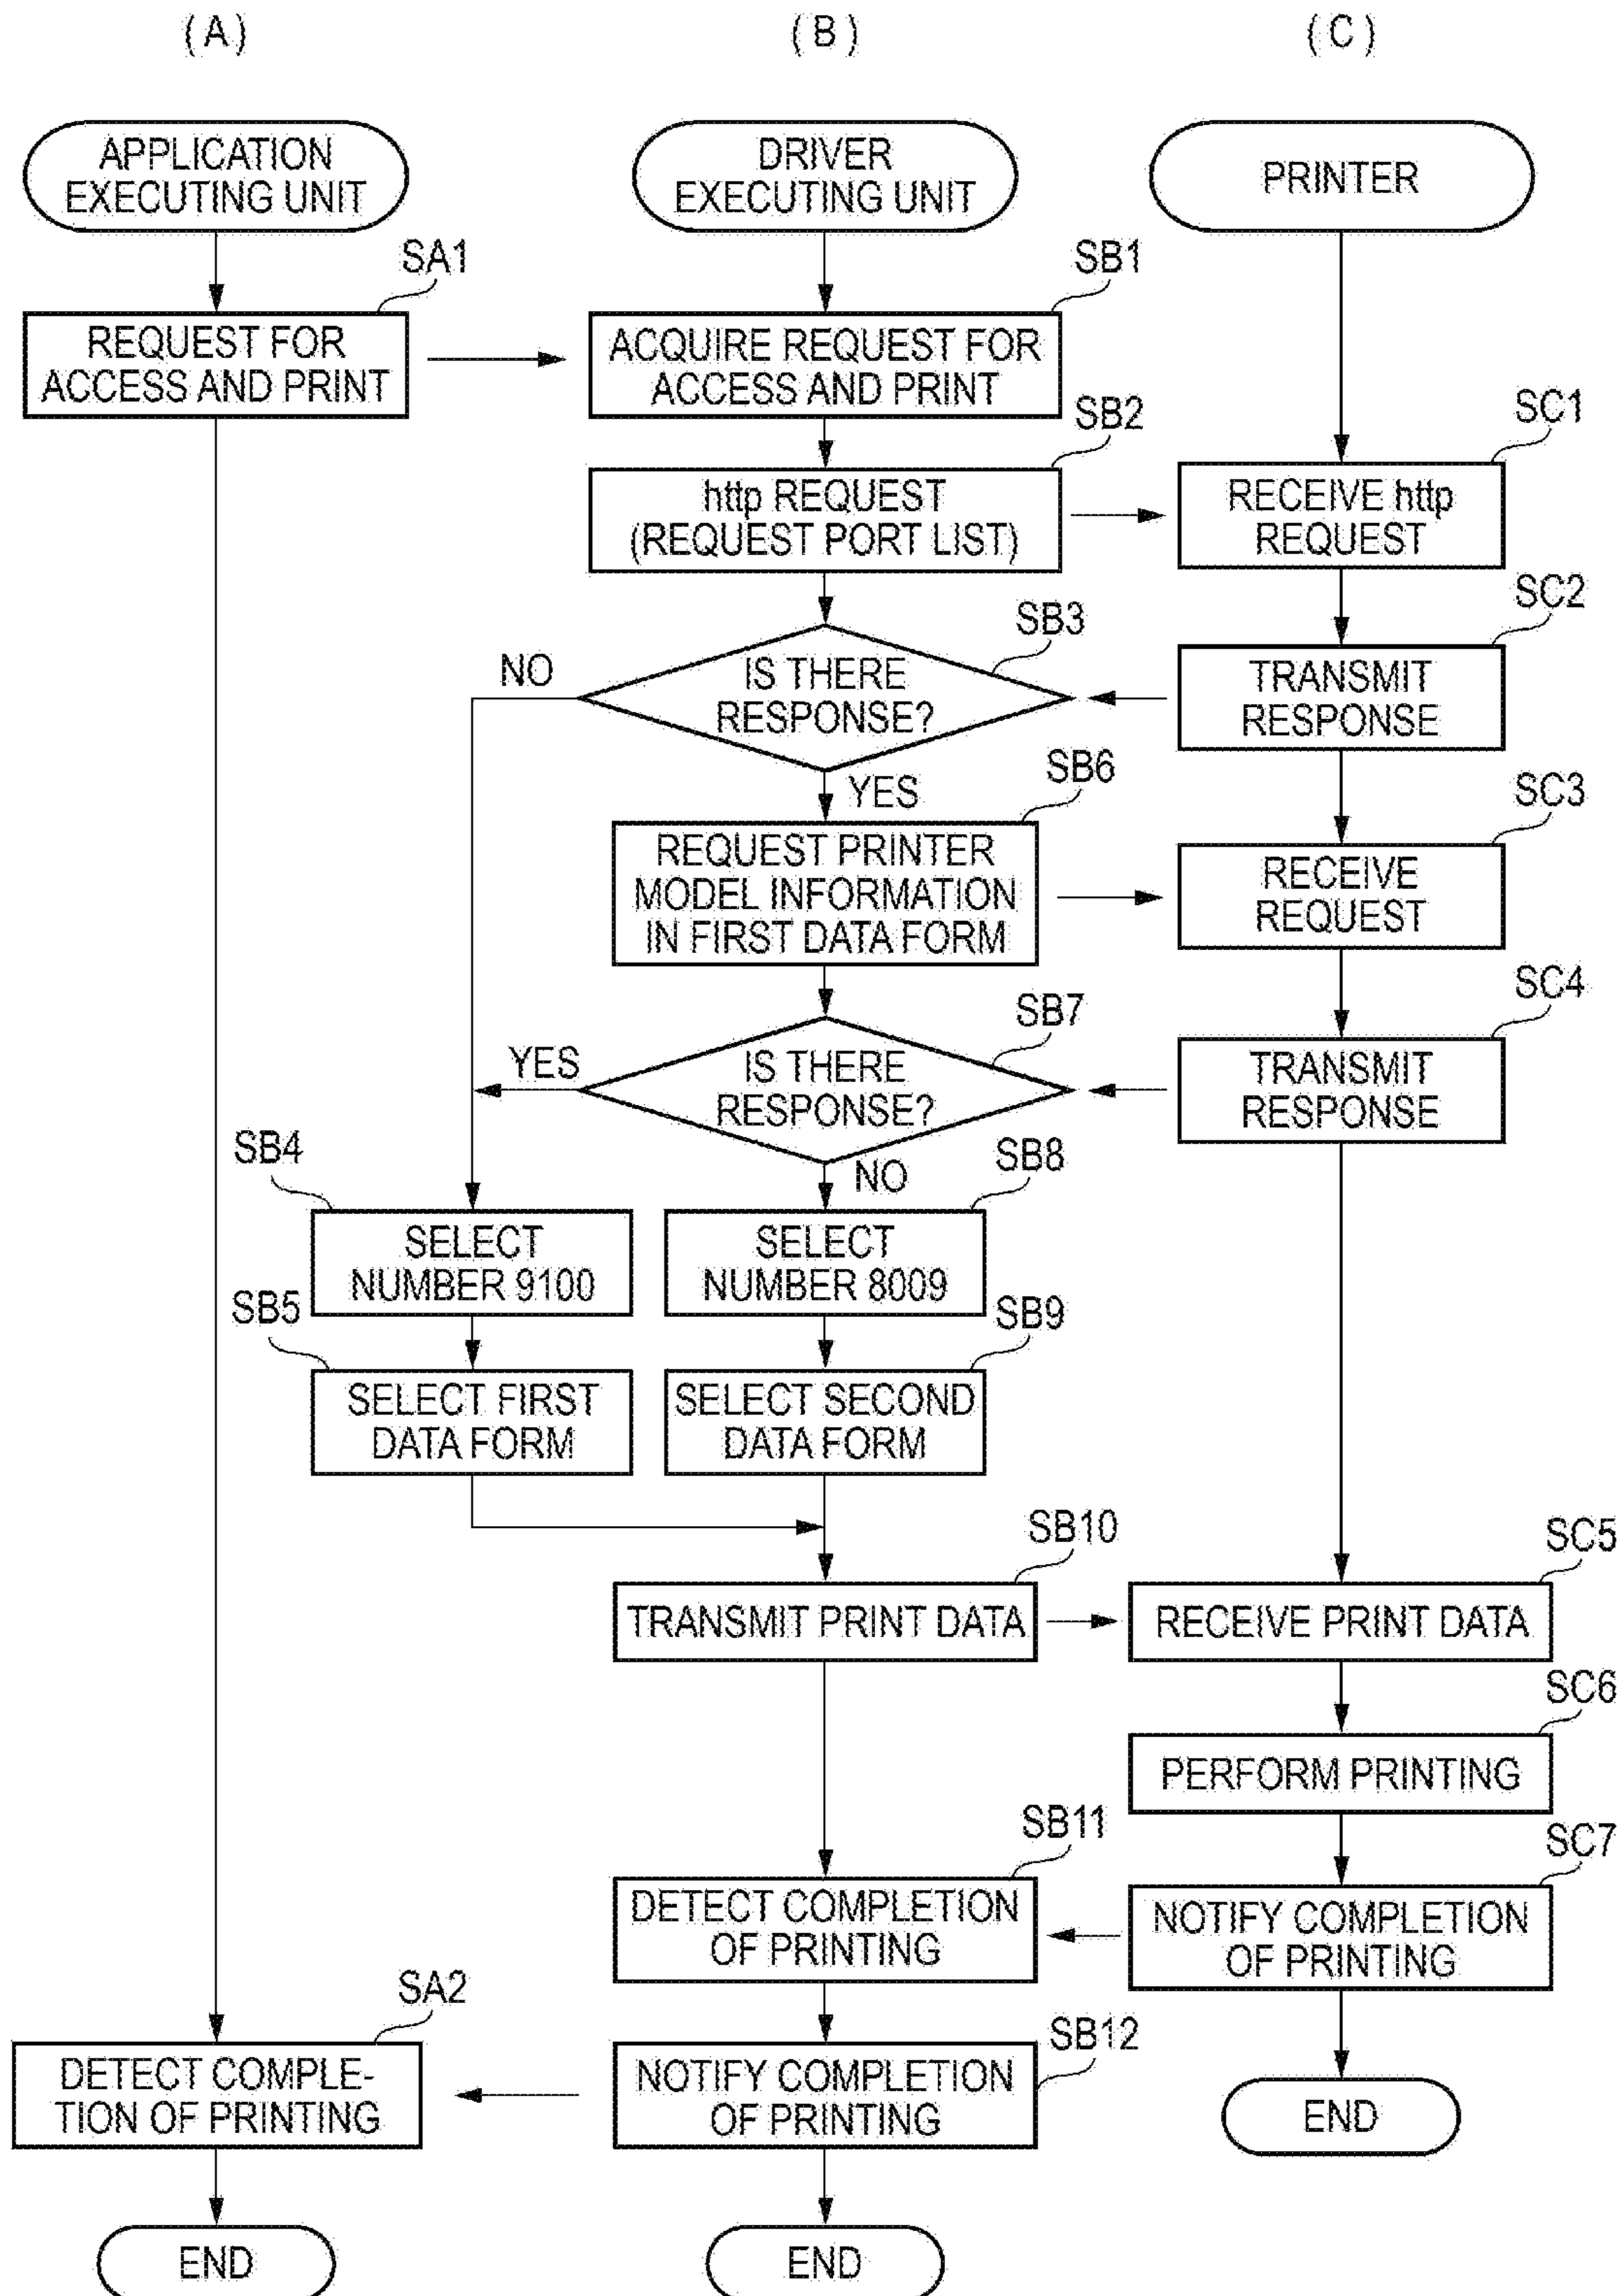 (A)
(B)
(C)
APPLICATION
EXECUTING UNIT
DRIVER
EXECUTING UNIT
PRINTER
SA1
REQUEST FOR
ACCESS AND PRINT
SB1
ACQUIRE REQUEST FOR
ACCESS AND PRINT
SB2
http REQUEST
(REQUEST PORT LIST)
SC1
RECEIVE http
REQUEST
SB3
IS THERE
RESPONSE?
NO
YES
SC2
TRANSMIT
RESPONSE
SB6
REQUEST PRINTER
MODEL INFORMATION
IN FIRST DATA FORM
SC3
RECEIVE
REQUEST
SB7
IS THERE
RESPONSE?
YES
NO
SC4
TRANSMIT
RESPONSE
SB4
SELECT
NUMBER 9100
SB8
SELECT
NUMBER 8009
SB5
SELECT FIRST
DATA FORM
SB9
SELECT SECOND
DATA FORM
SB10
TRANSMIT PRINT DATA
SC5
RECEIVE PRINT DATA
SC6
PERFORM PRINTING
SB11
DETECT COMPLETION
OF PRINTING
SC7
NOTIFY COMPLETION
OF PRINTING
SA2
DETECT COMPLE-
TION OF PRINTING
SB12
NOTIFY COMPLETION
OF PRINTING
END
END
END